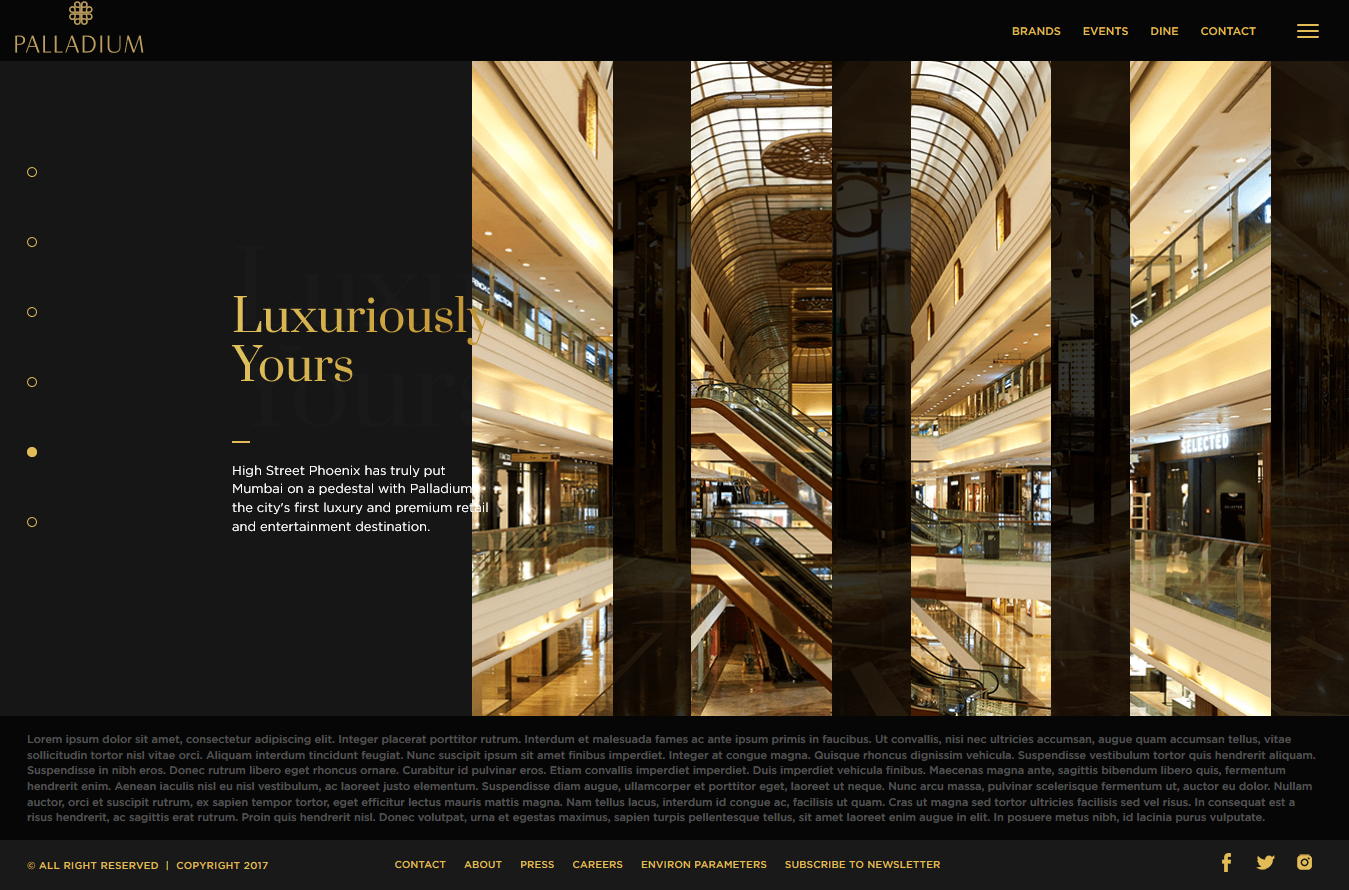 PALLADIUM
BRANDS EVENTS DINE CONTACT
Luxuriously
Yours
High Street Phoenix has truly put
Mumbai on a pedestal with Palladium,
the city's first luxury and premium retail
and entertainment destination.
SELECTED
Lorem ipsum dolor sit amet, consectetur adipiscing elit. Integer placerat porttitor rutrum. Interdum et malesuada fames ac ante ipsum primis in faucibus. Ut convallis, nisi nec ultricies accumsan, augue quam accumsan tellus, vitae
sollicitudin tortor nisl vitae orci. Aliquam interdum tincidunt feugiat. Nunc suscipit ipsum sit amet finibus imperdiet. Integer at congue magna. Quisque rhoncus dignissim vehicula. Suspendisse vestibulum tortor quis hendrerit aliquam.
Suspendisse in nibh eros. Donec rutrum libero eget rhoncus ornare. Curabitur id pulvinar eros. Etiam convallis imperdiet imperdiet. Duis imperdiet vehicula finibus. Maecenas magna ante, sagittis bibendum libero quis, fermentum
hendrerit enim. Aenean iaculis nisl eu nisl vestibulum, ac laoreet justo elementum. Suspendisse diam augue, ullamcorper et porttitor eget, laoreet ut neque. Nunc arcu massa, pulvinar scelerisque fermentum ut, auctor eu dolor. Nullam
auctor, orci et suscipit rutrum, ex sapien tempor tortor, eget efficitur lectus mauris mattis magna. Nam tellus lacus, interdum id congue ac, facilisis ut quam. Cras ut magna sed tortor ultricies facilisis sed vel risus. In consequat est a
risus hendrerit, ac sagittis erat rutrum. Proin quis hendrerit nisl. Donec volutpat, urna et egestas maximus, sapien turpis pellentesque tellus, sit amet laoreet enim augue in elit. In posuere metus nibh, id lacinia purus vulputate.
© ALL RIGHT RESERVED | COPYRIGHT 2017
CONTACT ABOUT PRESS CAREERS ENVIRON PARAMETERS SUBSCRIBE TO NEWSLETTER